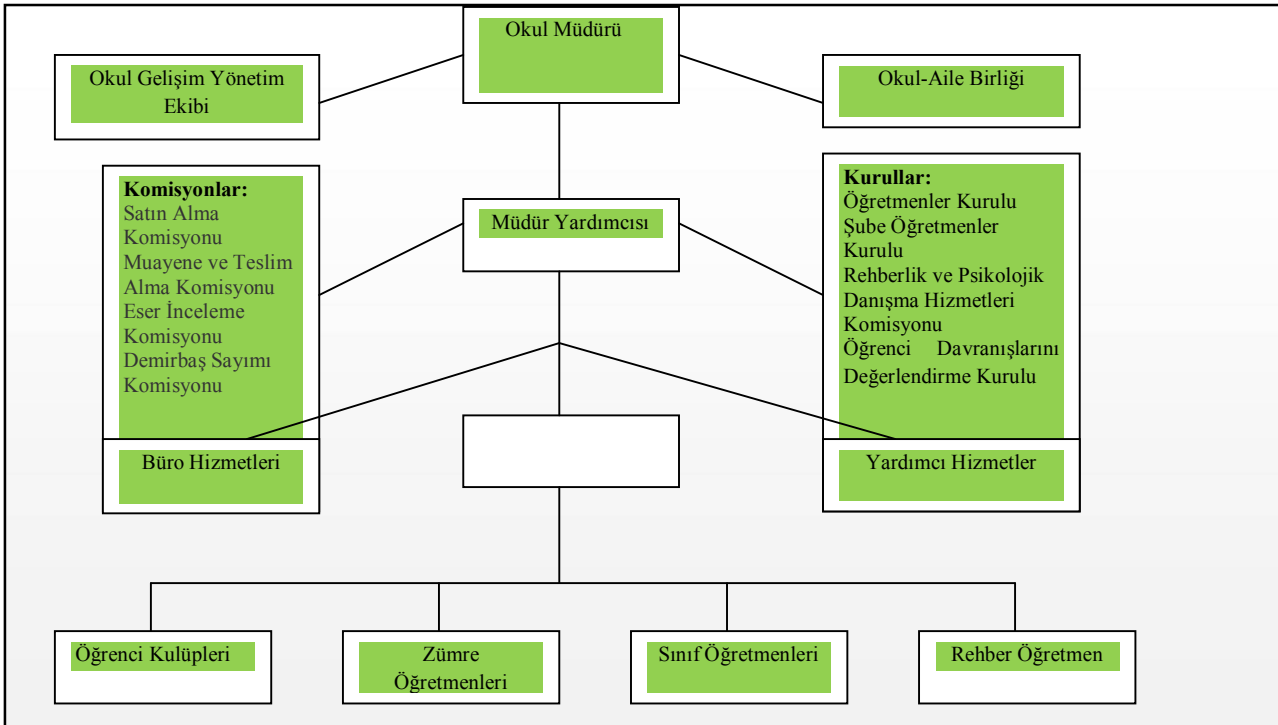 Okul Müdürü
Okul Gelişim Yönetim
Ekibi
Okul-Aile Birliği
Komisyonlar:
Satın Alma
Komisyonu
Muayene ve Teslim
Alma Komisyonu
Eser İnceleme
Komisyonu
Demirbaş Sayımı
Komisyonu
Müdür Yardımcısı
Kurullar:
Öğretmenler Kurulu
Şube Öğretmenler
Kurulu
Rehberlik ve Psikolojik
Danışma Hizmetleri
Komisyonu
Öğrenci Davranışlarını
Değerlendirme Kurulu
Büro Hizmetleri
Yardımcı Hizmetler
Öğrenci Kulüpleri
Zümre
Öğretmenleri
Sınıf Öğretmenleri
Rehber Öğretmen